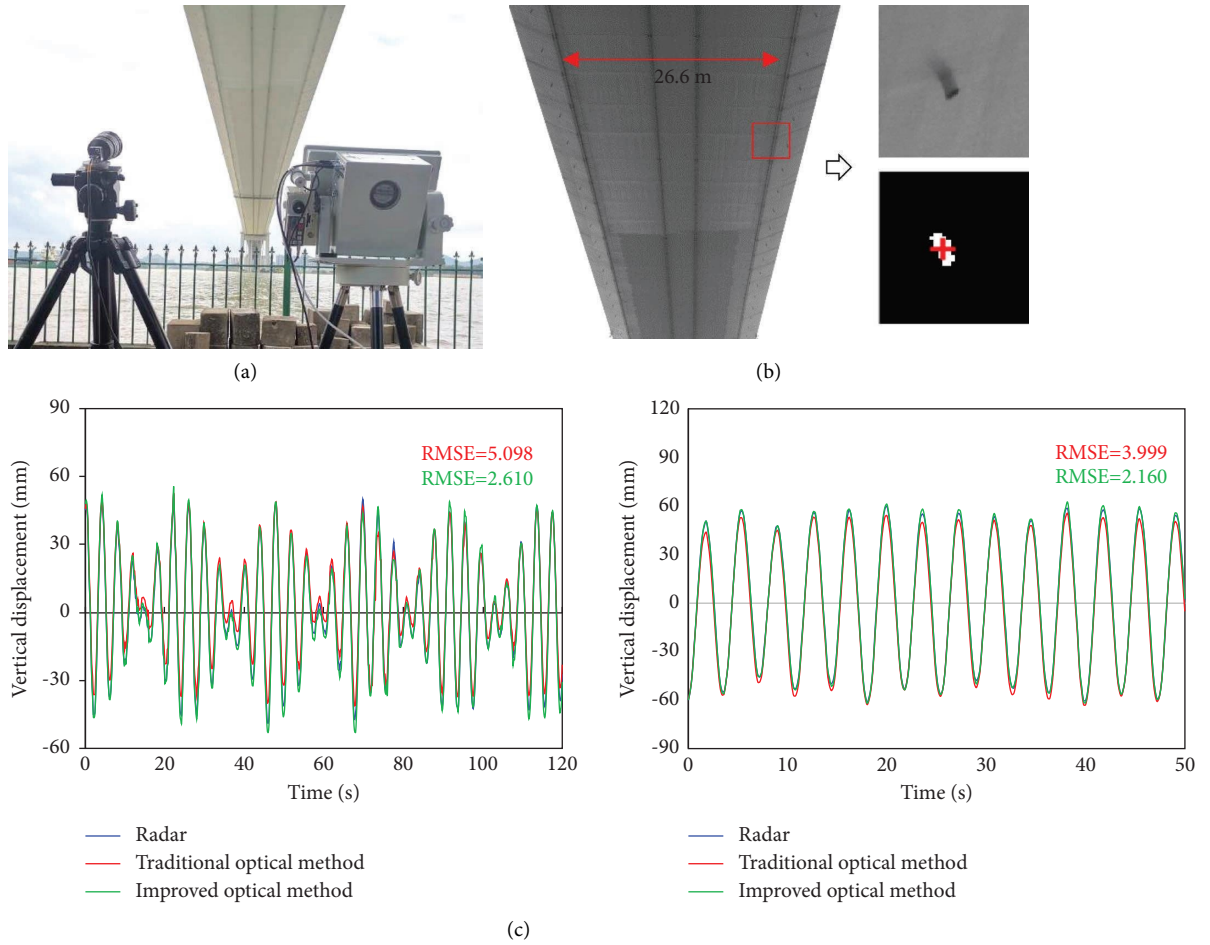 26.6 m
(a)
(b)
90
60
30
0
-30
-60
Vertical displacement (mm)
RMSE=5.098
RMSE=2.610
0
20
40
60
80
100
120
Time (s)
Radar
Traditional optical method
Improved optical method
120
90
60
30
0
-30
-60
-90
Vertical displacement (mm)
RMSE=3.999
RMSE=2.160
0
10
20
30
40
50
Time (s)
Radar
Traditional optical method
Improved optical method
(c)